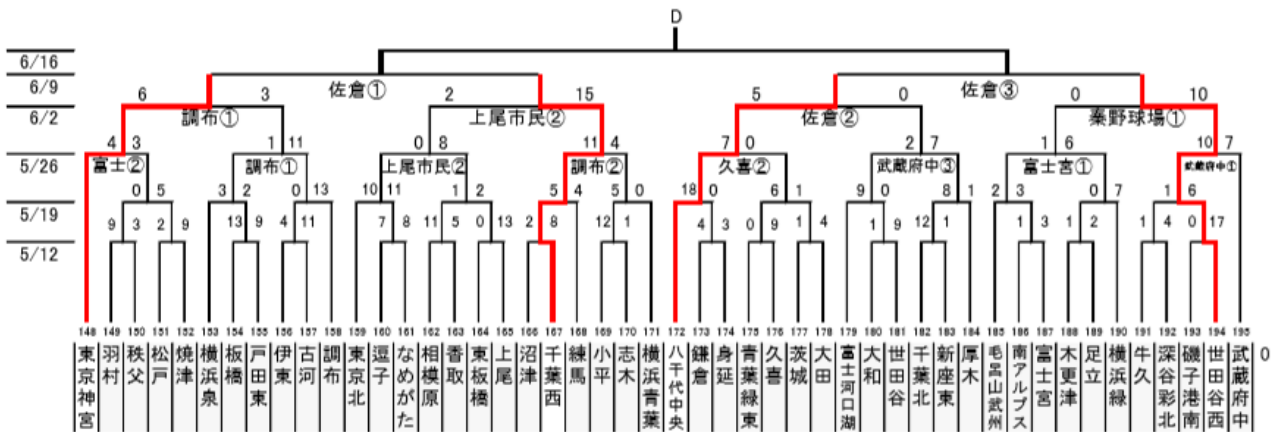 D
6/16
6/9
佐倉① 佐倉③
6 3 2 15 5 0 0 10
6/2
調布① 上尾市民② 佐倉② 秦野球場①
4 3 1 11 0 8 11 4 7 0 2 7 1 6 10 7
5/26
富士② 調布① 上尾市民② 調布② 久喜② 武蔵府中③ 富士宮① 武蔵府中①
0 5 3 2 0 13 10 11 1 2 5 4 5 0 18 0 6 1 9 0 8 1 2 3 0 7 1 6
5/19
9 3 2 9 13 9 4 11 7 8 11 5 0 13 2 8 12 1 4 3 0 9 1 4 1 9 12 1 1 3 1 2 1 4 0 17
5/12
148 149 150 151 152 153 154 155 156 157 158 159 160 161 162 163 164 165 166 167 168 169 170 171 172 173 174 175 176 177 178 179 180 181 182 183 184 185 186 187 188 189 190 191 192 193 194 195
東京神宮 羽村 秩父 松戸 焼津 横浜泉 板橋 戸田東 伊東 古河 調布 東京北 逗子 なめがた 相模原 香取 東板橋 上尾 沼津 千葉西 練馬 小平 志木 横浜青葉 八千代中央 鎌倉 身延 青葉緑東 久喜 茨城 大田 富士河口湖 大和 世田谷 千葉北 新座東 厚木 毛呂山武州 南アルプス 富士宮 木更津 足立 横浜緑 牛久 深谷彩北 磯子港南 世田谷西 武蔵府中 0